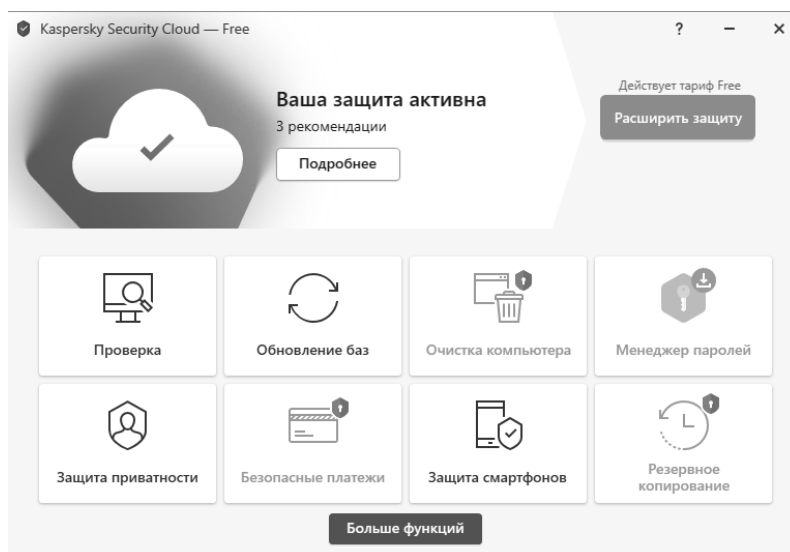 Kaspersky Security Cloud — Free
?
Ваша защита активна
3 рекомендации
Подробнее
Действует тариф Free
Расширить защиту
Проверка
Обновление баз
Очистка компьютера
Менеджер паролей
Защита приватности
Безопасные платежи
Защита смартфонов
Резервное
копирование
Больше функций